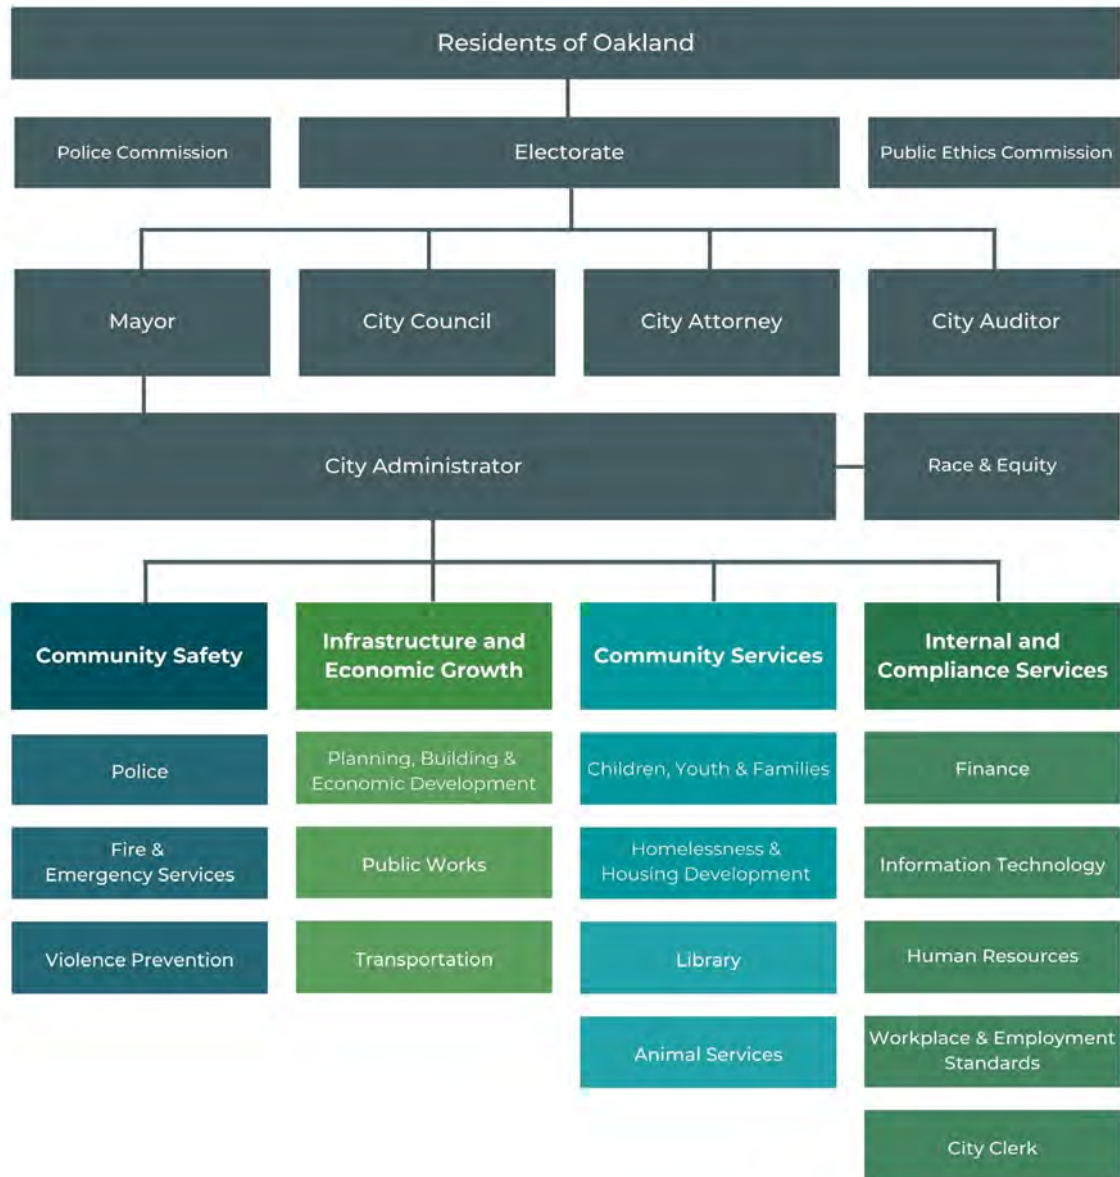 Residents of Oakland
Police Commission
Electorate
Public Ethics Commission
Mayor
City Council
City Attorney
City Auditor
City Administrator
Race & Equity
Community Safety
Infrastructure and
Economic Growth
Community Services
Internal and
Compliance Services
Police
Planning, Building &
Economic Development
Children, Youth & Families
Finance
Fire &
Emergency Services
Public Works
Homelessness &
Housing Development
Information Technology
Violence Prevention
Transportation
Library
Human Resources
Animal Services
Workplace & Employment
Standards
City Clerk